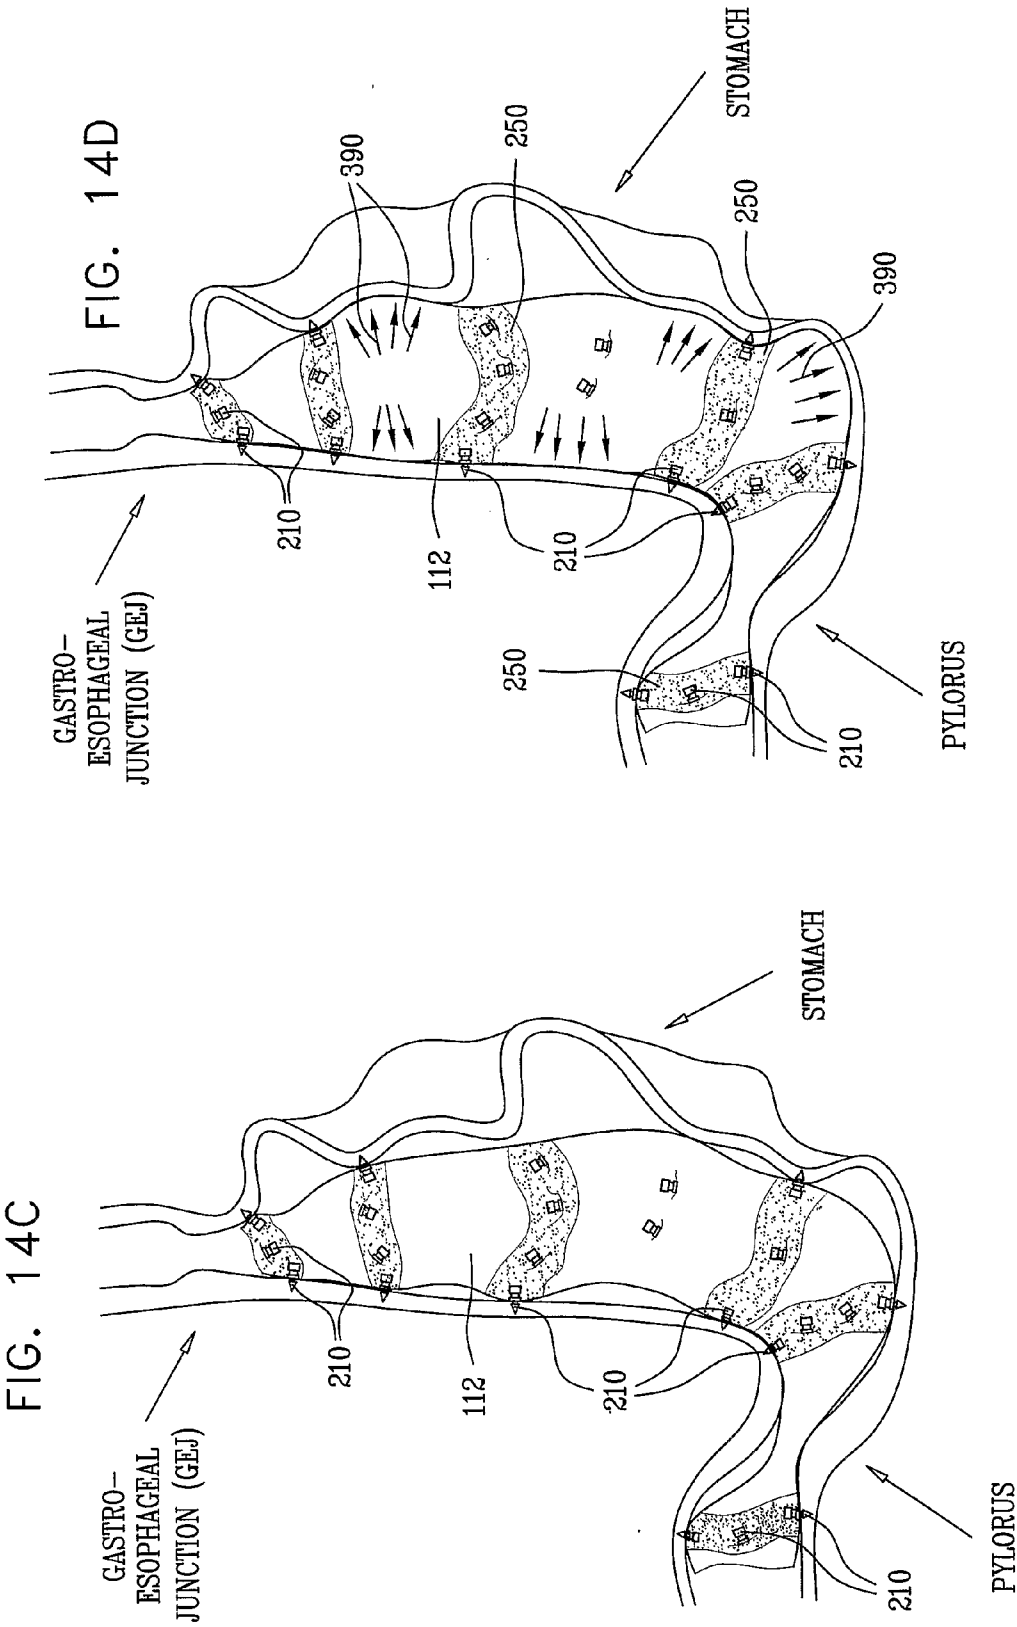 FIG. 14D
390
250
STOMACH
250
390
210
112
210
GASTRO-
ESOPHAGEAL
JUNCTION (GEJ)
250
210
PYLORUS
FIG. 14C
STOMACH
210
112
210
GASTRO-
ESOPHAGEAL
JUNCTION (GEJ)
210
PYLORUS